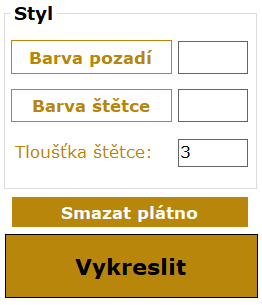 Styl
Barva pozadí
Barva štětce
Tloušťka štětce: 3
Smazat plátno
Vykreslit